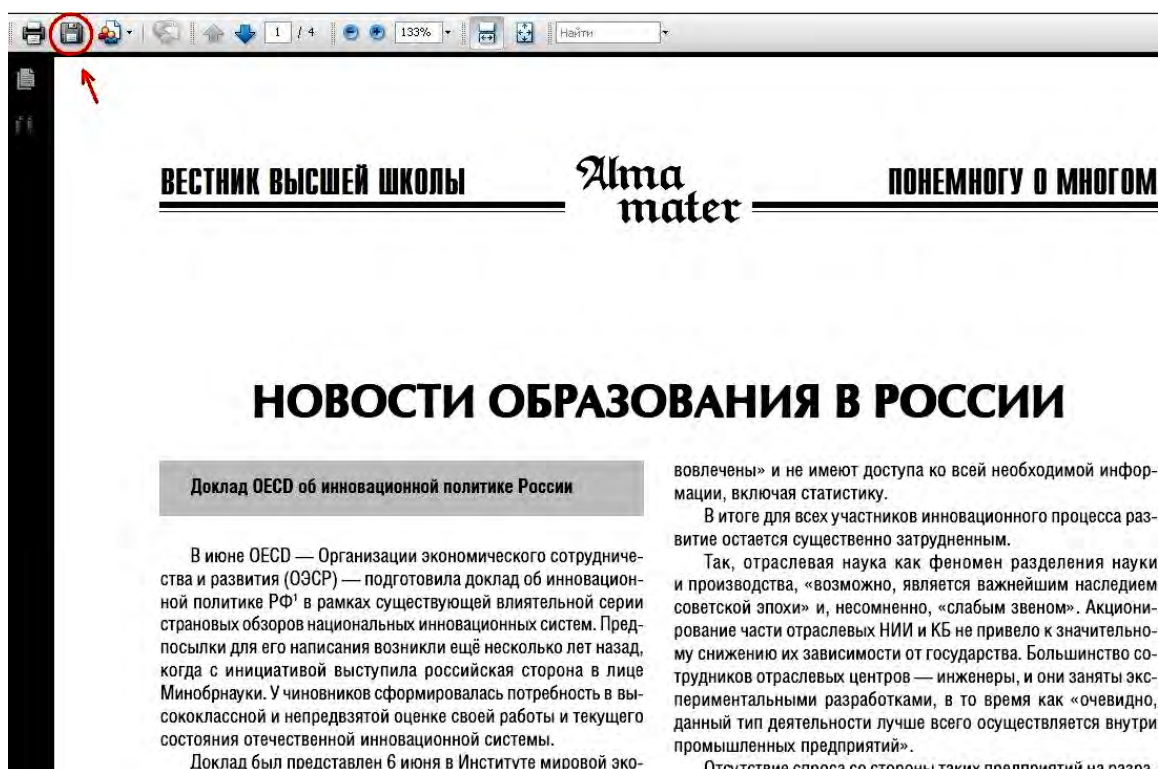 1 / 4
133%
Найти
ВЕСТНИК ВЫСШЕЙ ШКОЛЫ
Alma
mater
ПОНЕМНОГУ О МНОГОМ
НОВОСТИ ОБРАЗОВАНИЯ В РОССИИ
Доклад OECD об инновационной политике России
В июне OECD — Организации экономического сотрудниче-
ства и развития (ОЭСР) — подготовила доклад об инновацион-
ной политике РФ¹ в рамках существующей влиятельной серии
страновых обзоров национальных инновационных систем. Пред-
посылки для его написания возникли ещё несколько лет назад,
когда с инициативой выступила российская сторона в лице
Минобрнауки. У чиновников сформировалась потребность в вы-
сококлассной и непредвзятой оценке своей работы и текущего
состояния отечественной инновационной системы.
Доклад был представлен 6 июня в Институте мировой эко-
вовлечены» и не имеют доступа ко всей необходимой инфор-
мации, включая статистику.
В итоге для всех участников инновационного процесса раз-
витие остается существенно затрудненным.
Так, отраслевая наука как феномен разделения науки
и производства, «возможно, является важнейшим наследием
советской эпохи» и, несомненно, «слабым звеном». Акциони-
рование части отраслевых НИИ и КБ не привело к значительно-
му снижению их зависимости от государства. Большинство со-
трудников отраслевых центров — инженеры, и они заняты экс-
периментальными разработками, в то время как «очевидно,
данный тип деятельности лучше всего осуществляется внутри
промышленных предприятий».
Отсутствие спроса со стороны таких предприятий на разра-